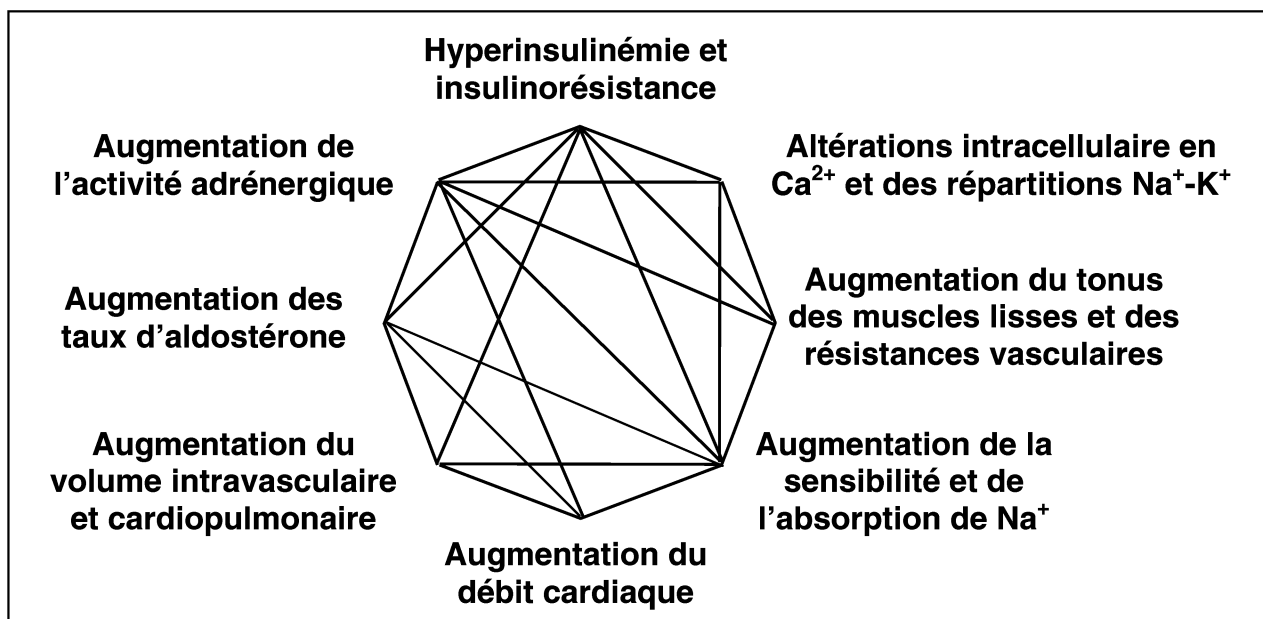 Hyperinsulinémie et
insulinorésistance
Augmentation de
l’activité adrénergique
Altérations intracellulaire en
Ca²⁺ et des répartitions Na⁺-K⁺
Augmentation des
taux d’aldostérone
Augmentation du tonus
des muscles lisses et des
résistances vasculaires
Augmentation du
volume intravasculaire
et cardiopulmonaire
Augmentation de la
sensibilité et de
l’absorption de Na⁺
Augmentation du
débit cardiaque